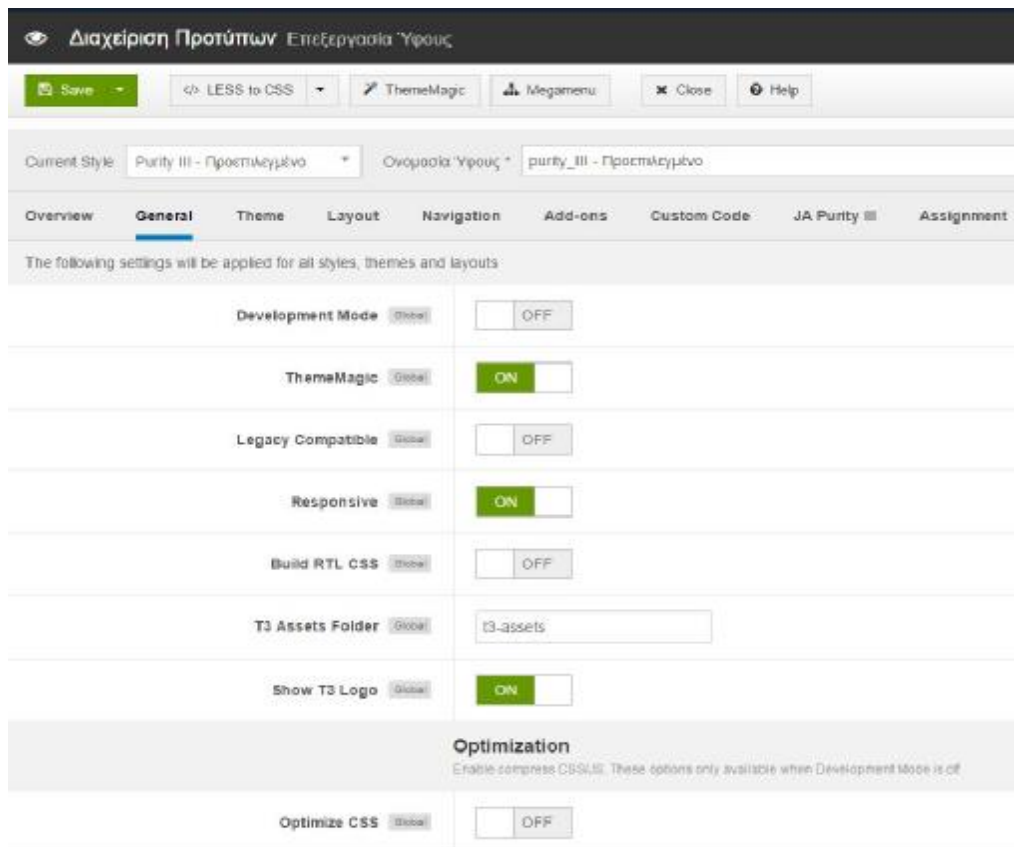 Διαχείριση Προτύπων Επεξεργασία Ύφους
Save </> LESS to CSS ThemeMagic Megamenu Close Help
Current Style Purity III - Προεπιλεγμένο Ονομασία Ύφους * purity_III - Προεπιλεγμένο
Overview General Theme Layout Navigation Add-ons Custom Code JA Purity III Assignment
The following settings will be applied for all styles, themes and layouts
Development Mode Global OFF
ThemeMagic Global ON
Legacy Compatible Global OFF
Responsive Global ON
Build RTL CSS Global OFF
T3 Assets Folder Global t3-assets
Show T3 Logo Global ON
Optimization
Enable compress CSS/JS. These options only available when Development Mode is off
Optimize CSS Global OFF